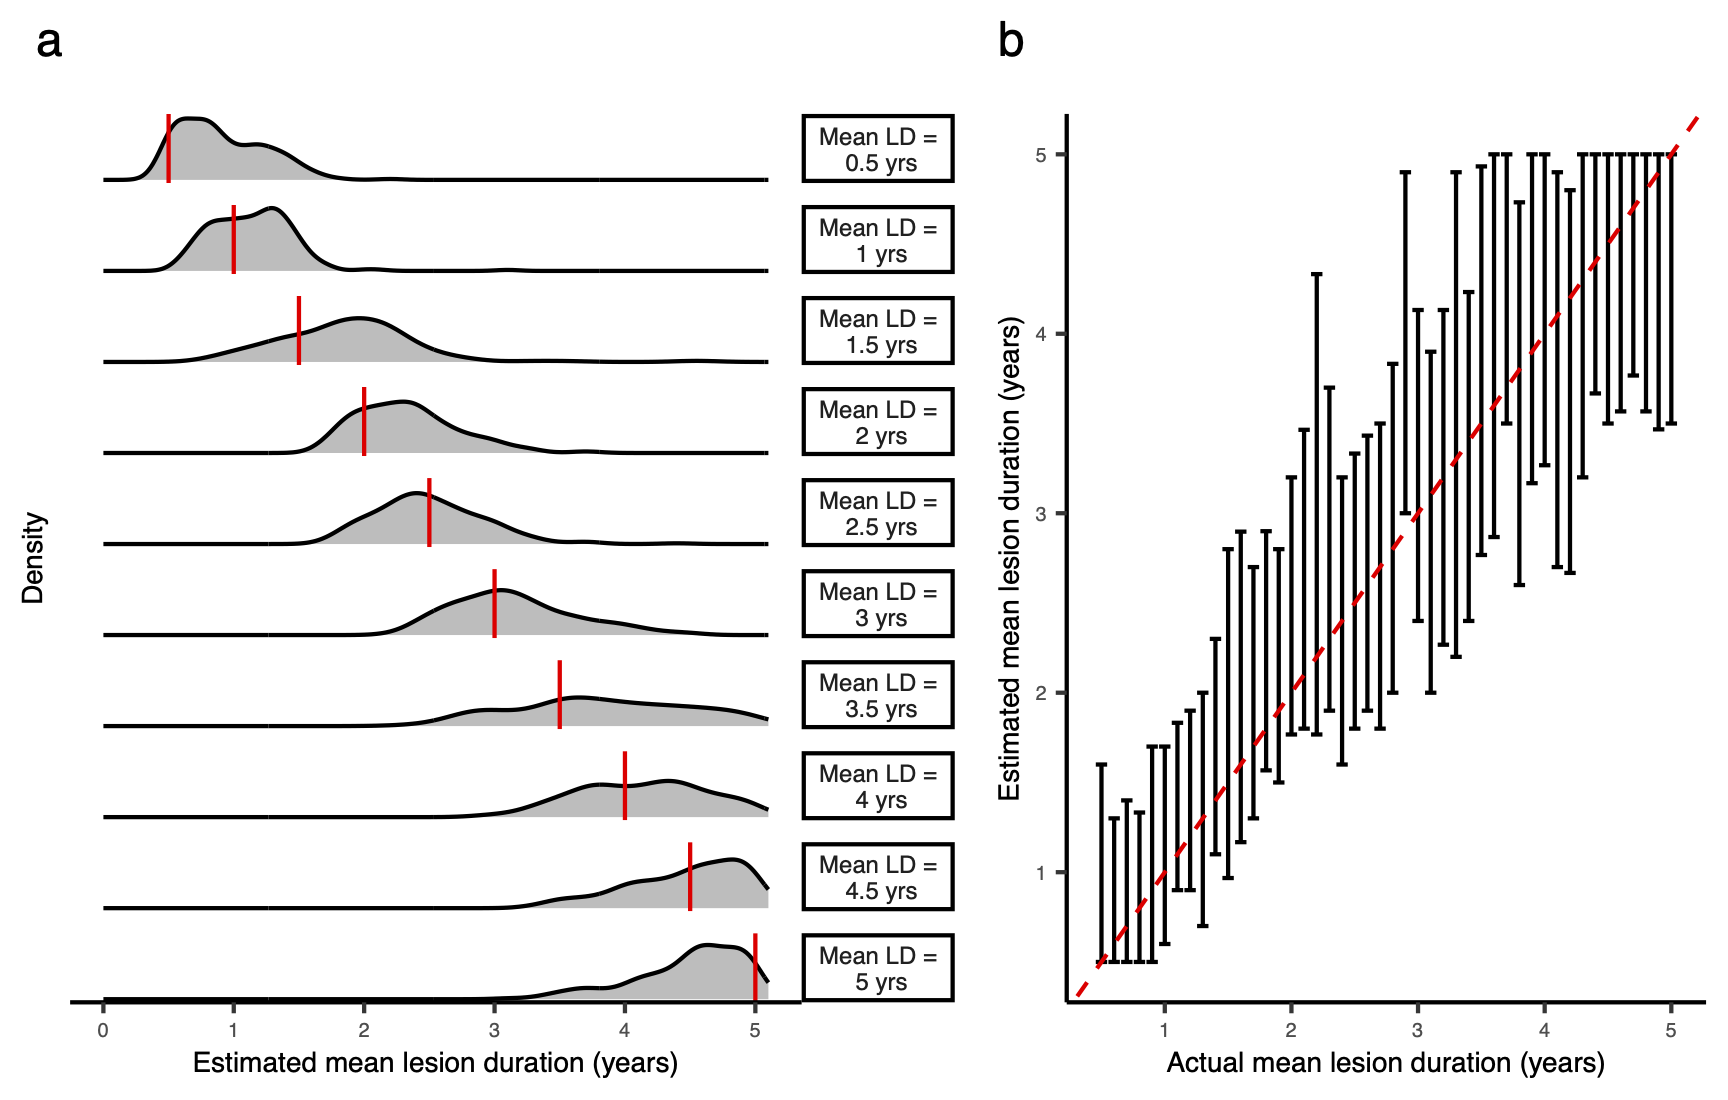 a
Mean LD =
0.5 yrs
Mean LD =
1 yrs
Mean LD =
1.5 yrs
Mean LD =
2 yrs
Mean LD =
2.5 yrs
Mean LD =
3 yrs
Mean LD =
3.5 yrs
Mean LD =
4 yrs
Mean LD =
4.5 yrs
Mean LD =
5 yrs
Density
0 1 2 3 4 5
Estimated mean lesion duration (years)
b
5
4
3
2
1
Estimated mean lesion duration (years)
1 2 3 4 5
Actual mean lesion duration (years)